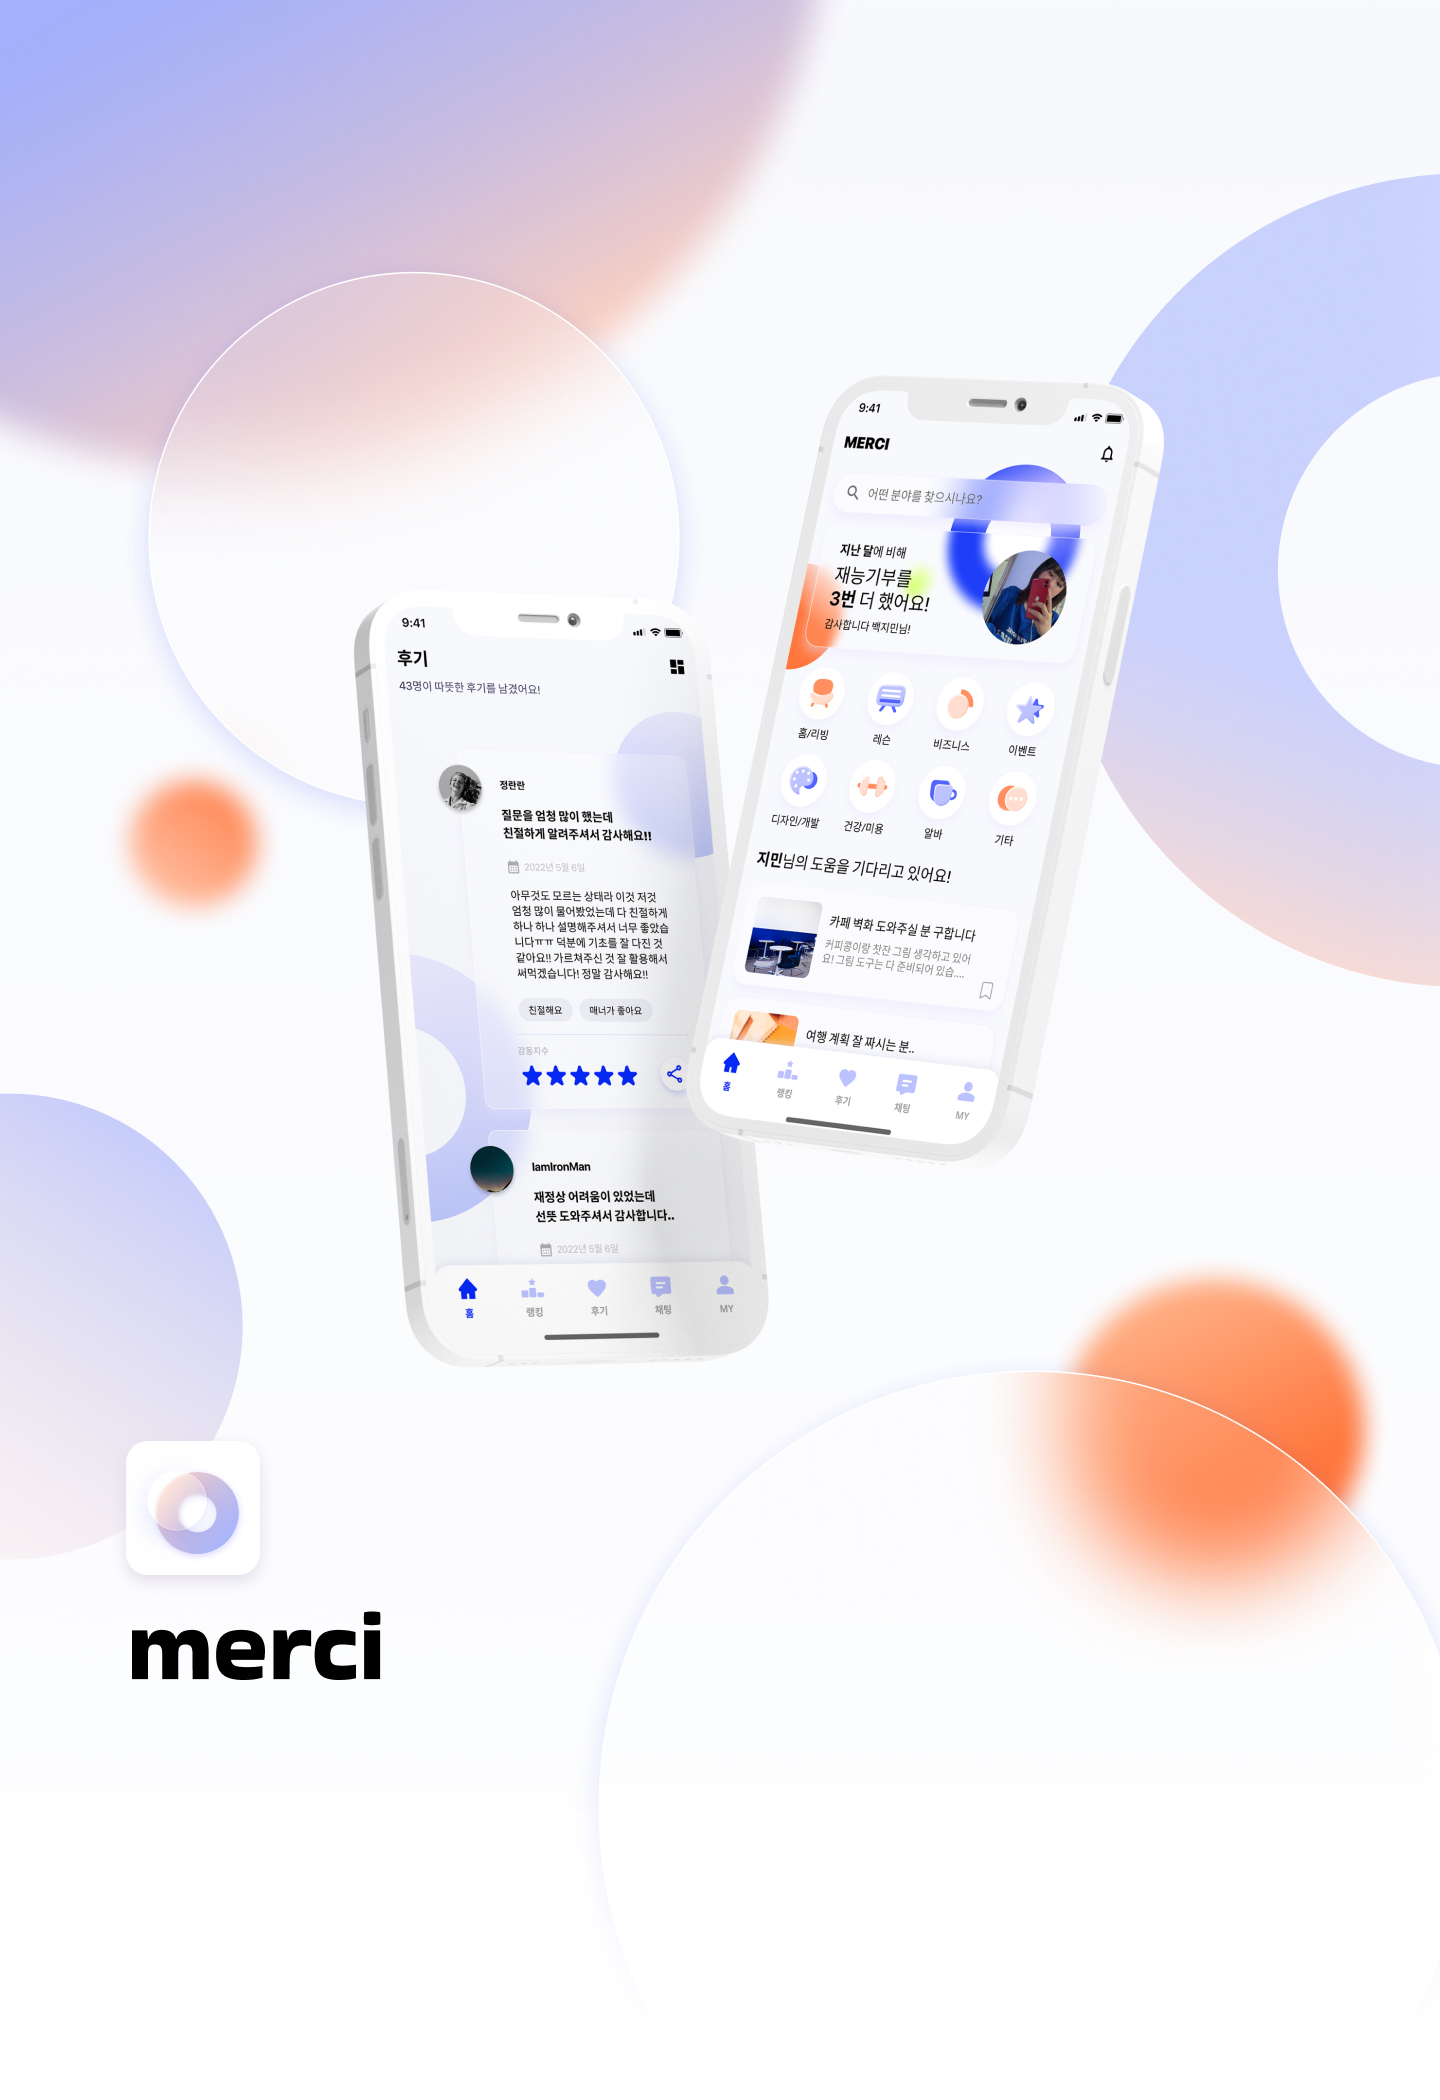 9:41
MERCI
어떤 분야를 찾으시나요?
지난 달에 비해
재능기부를
3번 더 했어요!
감사합니다 백지민님!
홈/리빙
레슨
비즈니스
이벤트
디자인/개발
건강/미용
알바
기타
지민님의 도움을 기다리고 있어요!
카페 벽화 도와주실 분 구합니다
커피콩이랑 찻잔 그림 생각하고 있어
요! 그림 도구는 다 준비되어 있습....
여행 계획 잘 짜시는 분..
홈
랭킹
후기
채팅
MY
9:41
후기
43명이 따뜻한 후기를 남겼어요!
정란란
질문을 엄청 많이 했는데
친절하게 알려주셔서 감사해요!!
2022년 5월 6일
아무것도 모르는 상태라 이것 저것
엄청 많이 물어봤었는데 다 친절하게
하나 하나 설명해주셔서 너무 좋았습
니다ㅠㅠ 덕분에 기초를 잘 다진 것
같아요!! 가르쳐주신 것 잘 활용해서
써먹겠습니다! 정말 감사해요!!
친절해요
매너가 좋아요
감동지수
IamIronMan
재정상 어려움이 있었는데
선뜻 도와주셔서 감사합니다..
2022년 5월 6일
홈
랭킹
후기
채팅
MY
merci